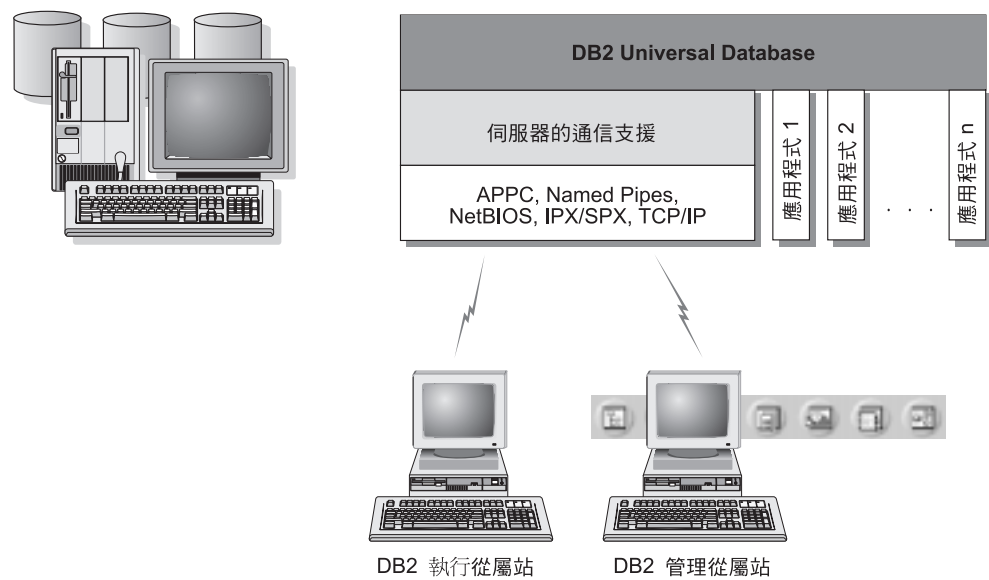 DB2 Universal Database
伺服器的通信支援
APPC, Named Pipes,
NetBIOS, IPX/SPX, TCP/IP
應用程式 1
應用程式 2
. . .
應用程式 n
DB2 執行從屬站
DB2 管理從屬站